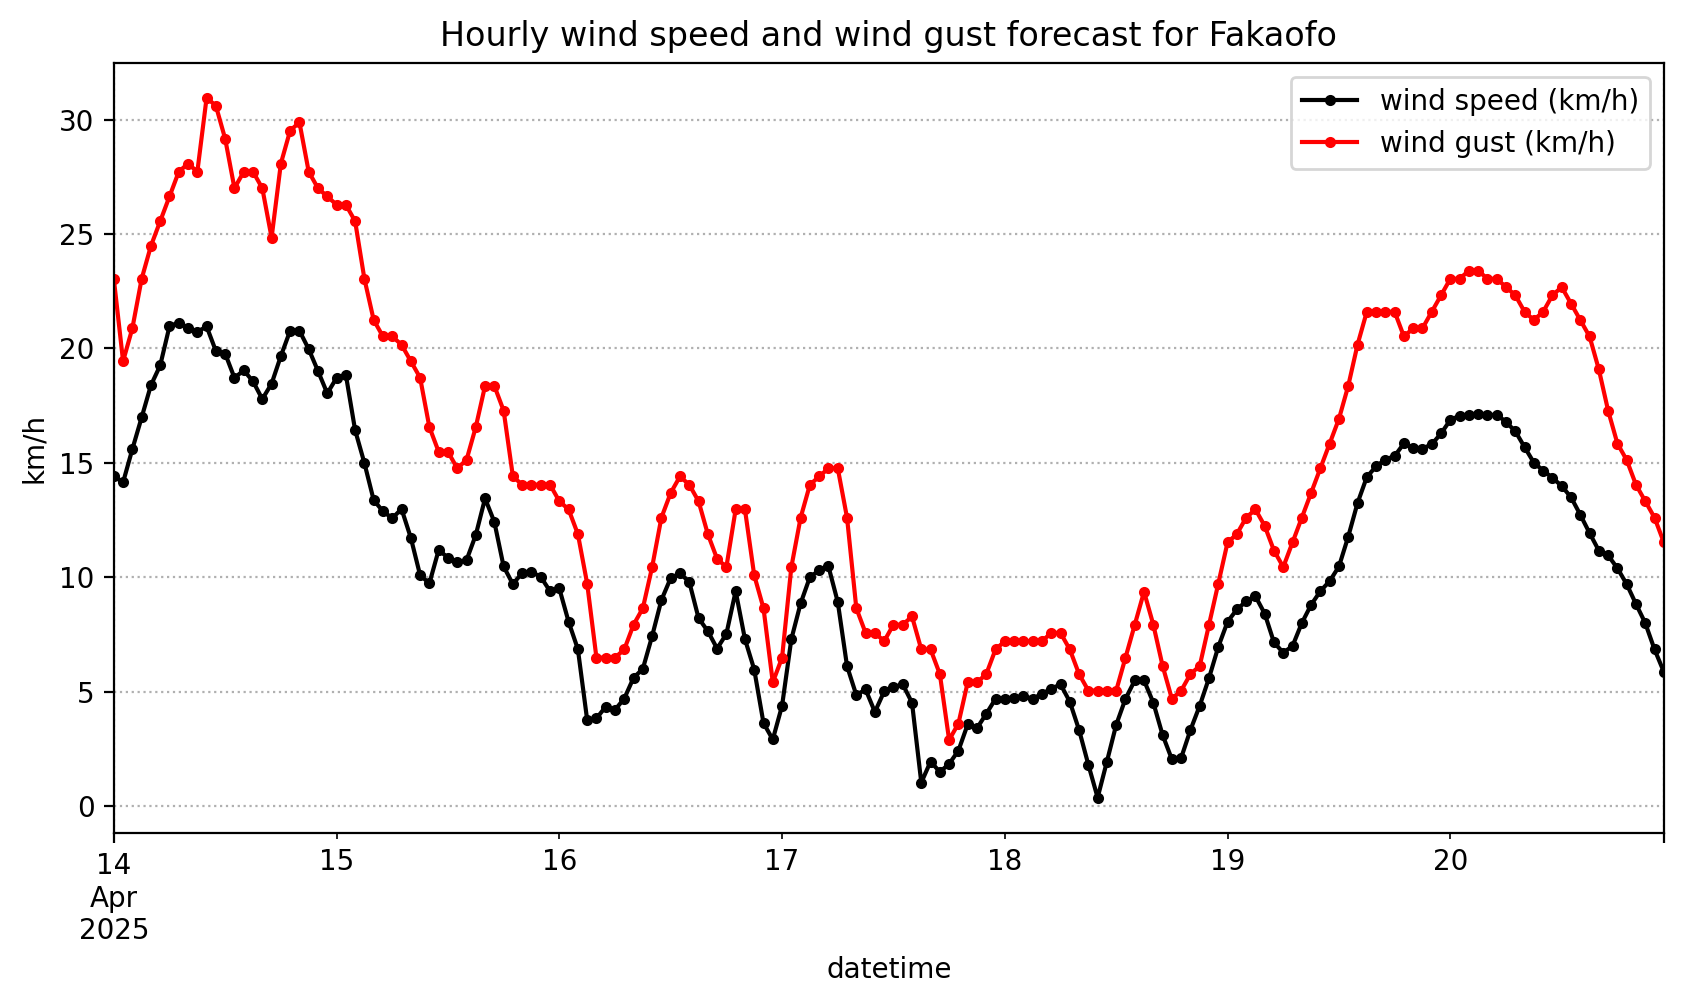 Hourly wind speed and wind gust forecast for Fakaofo
wind speed (km/h)
wind gust (km/h)
km/h
30
25
20
15
10
5
0
14
Apr
2025
15
16
17
18
19
20
datetime